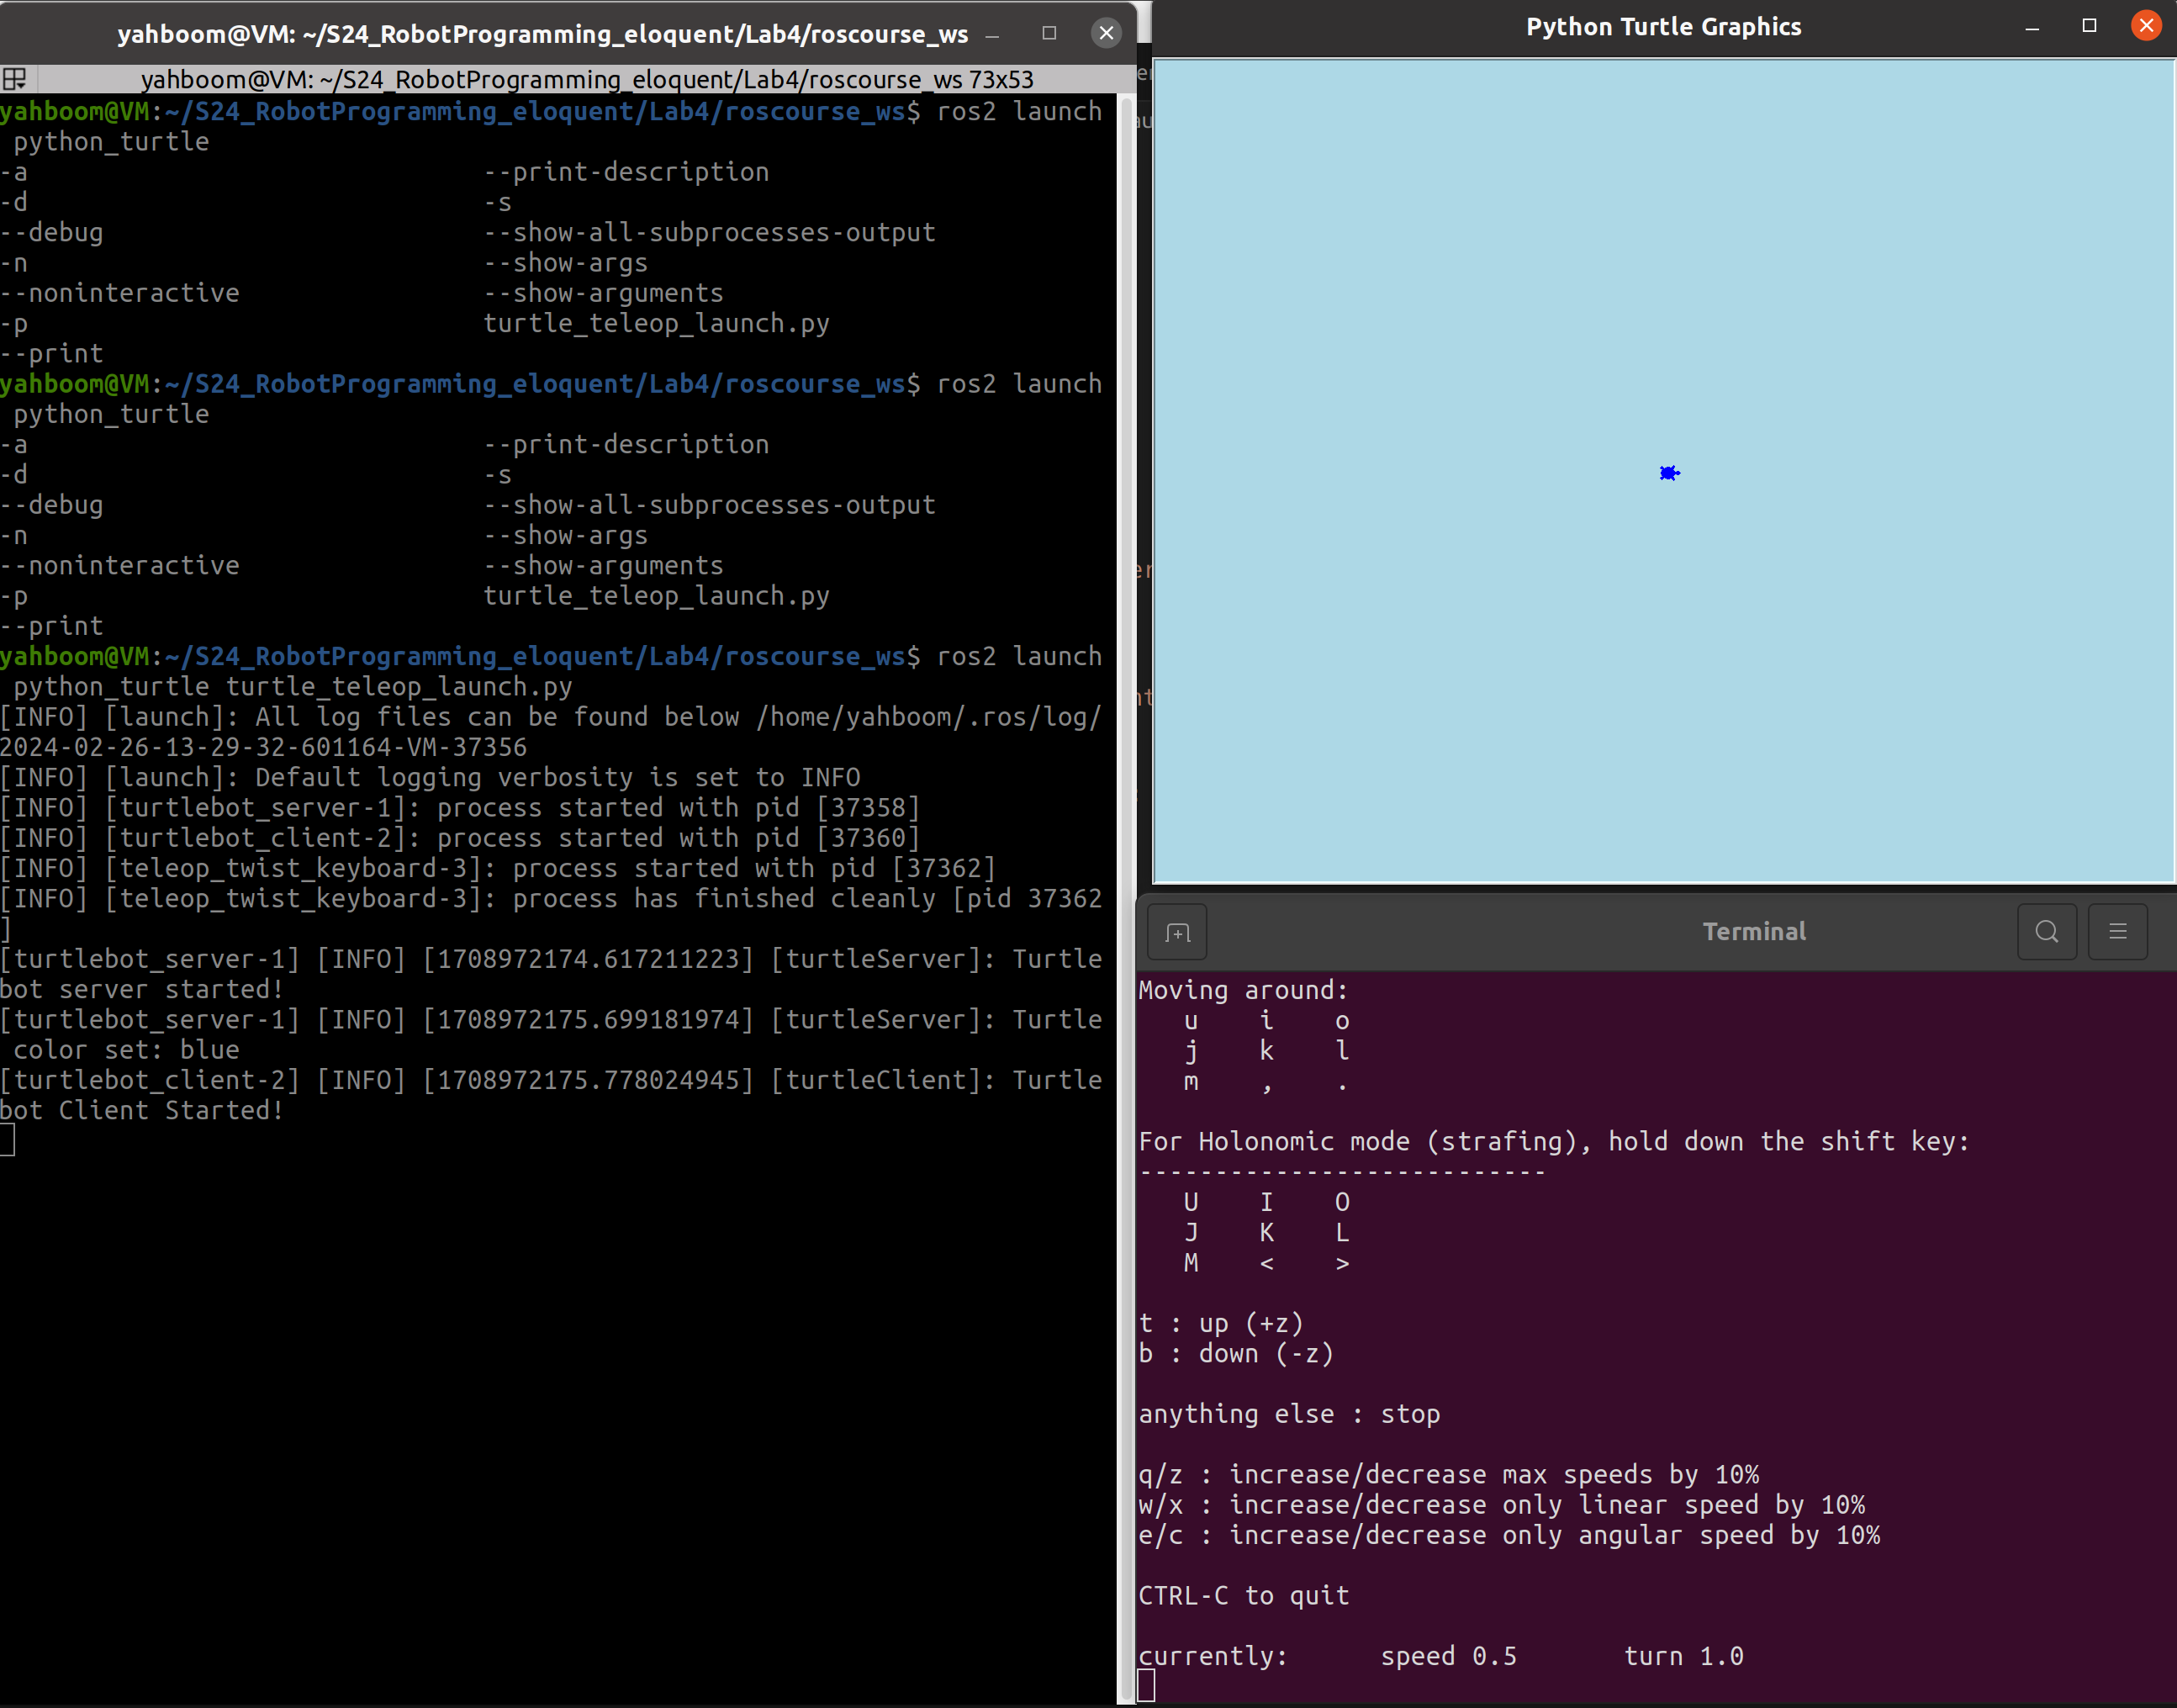 yahboom@VM: ~/S24_RobotProgramming_eloquent/Lab4/roscourse_ws
yahboom@VM: ~/S24_RobotProgramming_eloquent/Lab4/roscourse_ws 73x53
yahboom@VM:~/S24_RobotProgramming_eloquent/Lab4/roscourse_ws$ ros2 launch
 python_turtle
-a                              --print-description
-d                              -s
--debug                         --show-all-subprocesses-output
-n                              --show-args
--noninteractive                --show-arguments
-p                              turtle_teleop_launch.py
--print
yahboom@VM:~/S24_RobotProgramming_eloquent/Lab4/roscourse_ws$ ros2 launch
 python_turtle
-a                              --print-description
-d                              -s
--debug                         --show-all-subprocesses-output
-n                              --show-args
--noninteractive                --show-arguments
-p                              turtle_teleop_launch.py
--print
yahboom@VM:~/S24_RobotProgramming_eloquent/Lab4/roscourse_ws$ ros2 launch
 python_turtle turtle_teleop_launch.py
[INFO] [launch]: All log files can be found below /home/yahboom/.ros/log/
2024-02-26-13-29-32-601164-VM-37356
[INFO] [launch]: Default logging verbosity is set to INFO
[INFO] [turtlebot_server-1]: process started with pid [37358]
[INFO] [turtlebot_client-2]: process started with pid [37360]
[INFO] [teleop_twist_keyboard-3]: process started with pid [37362]
[INFO] [teleop_twist_keyboard-3]: process has finished cleanly [pid 37362
]
[turtlebot_server-1] [INFO] [1708972174.617211223] [turtleServer]: Turtle
bot server started!
[turtlebot_server-1] [INFO] [1708972175.699181974] [turtleServer]: Turtle
 color set: blue
[turtlebot_client-2] [INFO] [1708972175.778024945] [turtleClient]: Turtle
bot Client Started!
Python Turtle Graphics
Terminal
Moving around:
   u    i    o
   j    k    l
   m    ,    .
For Holonomic mode (strafing), hold down the shift key:
---------------------------
   U    I    O
   J    K    L
   M    <    >
t : up (+z)
b : down (-z)
anything else : stop
q/z : increase/decrease max speeds by 10%
w/x : increase/decrease only linear speed by 10%
e/c : increase/decrease only angular speed by 10%
CTRL-C to quit
currently:      speed 0.5       turn 1.0